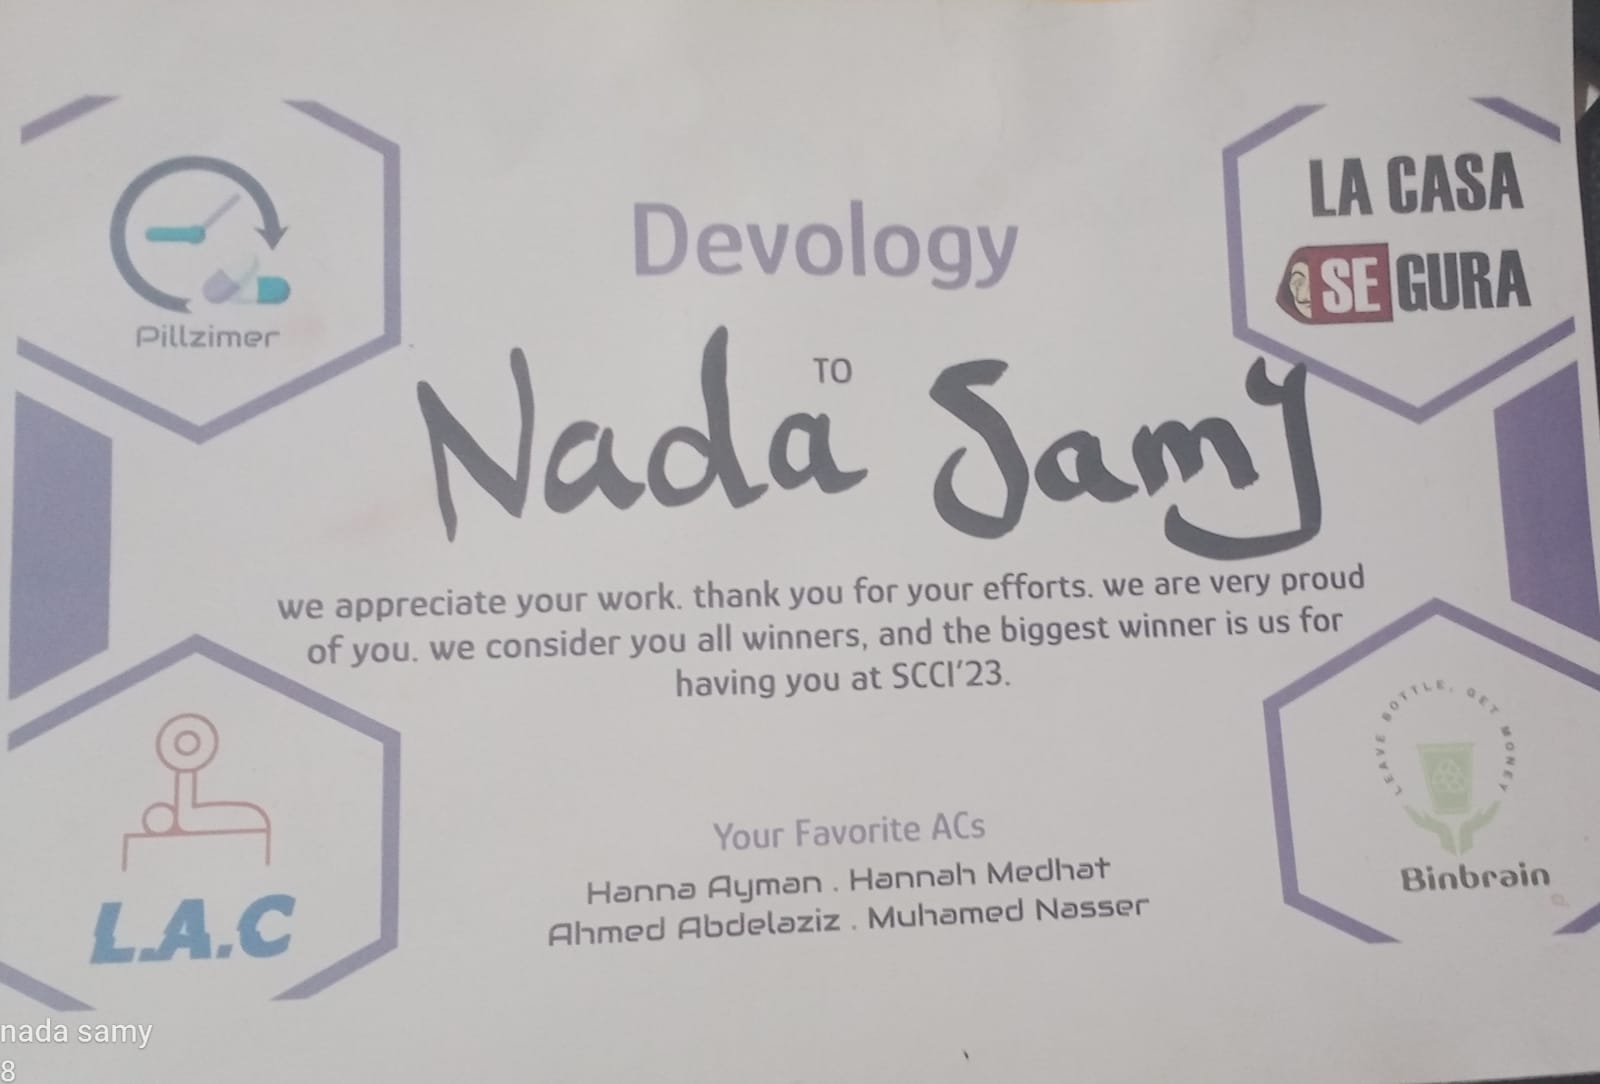 Pillzimer
Devology
LA CASA
SEGURA
TO
Nada Samy
we appreciate your work. thank you for your efforts. we are very proud
of you. we consider you all winners, and the biggest winner is us for
having you at SCCI'23.
L.A.C
LEAVE BOTTLE, GET MONEY
Binbrain
Your Favorite ACs
Hanna Ayman . Hannah Medhat
Ahmed Abdelaziz . Muhamed Nasser
nada samy
8